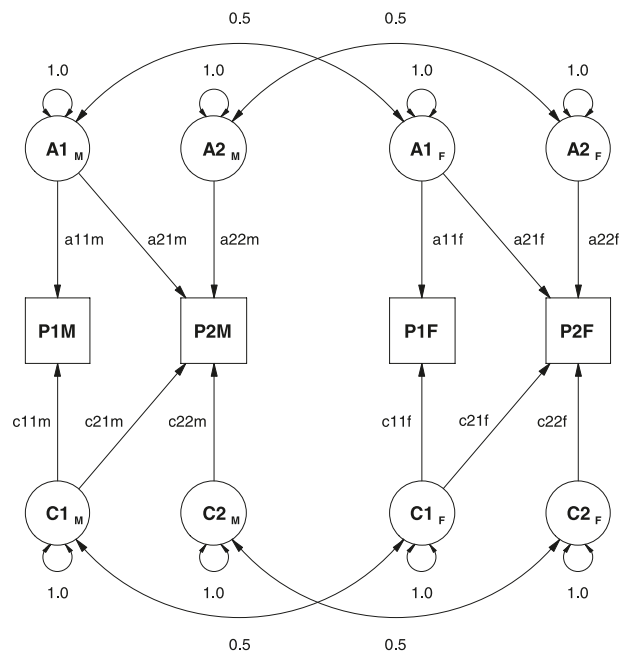 0.5 0.5
1.0 1.0 1.0 1.0
A1 M A2 M A1 F A2 F
a11m a21m a22m a11f a21f a22f
P1M P2M P1F P2F
c11m c21m c22m c11f c21f c22f
C1 M C2 M C1 F C2 F
1.0 1.0 1.0 1.0
0.5 0.5